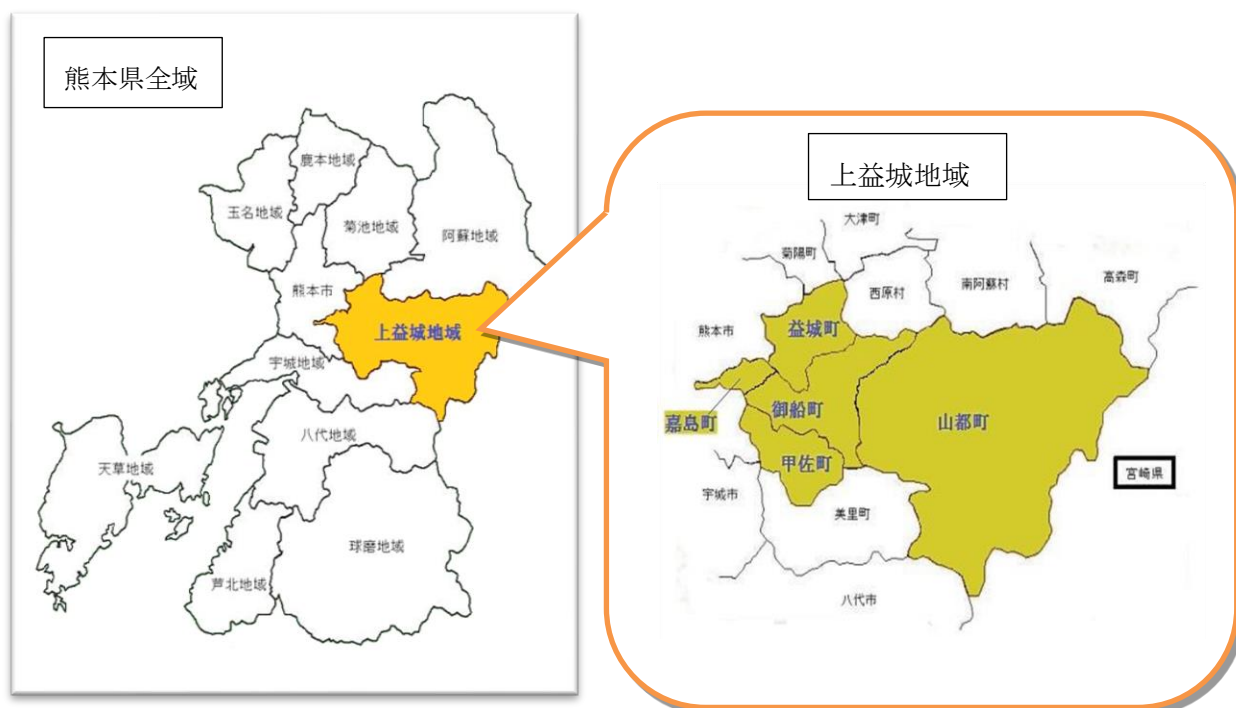 熊本県全域
鹿本地域
玉名地域
菊池地域
阿蘇地域
熊本市
上益城地域
宇城地域
八代地域
天草地域
球磨地域
芦北地域
上益城地域
大津町
菊陽町
西原村
南阿蘇村
高森町
熊本市
益城町
嘉島町
御船町
山都町
甲佐町
宮崎県
宇城市
美里町
八代市